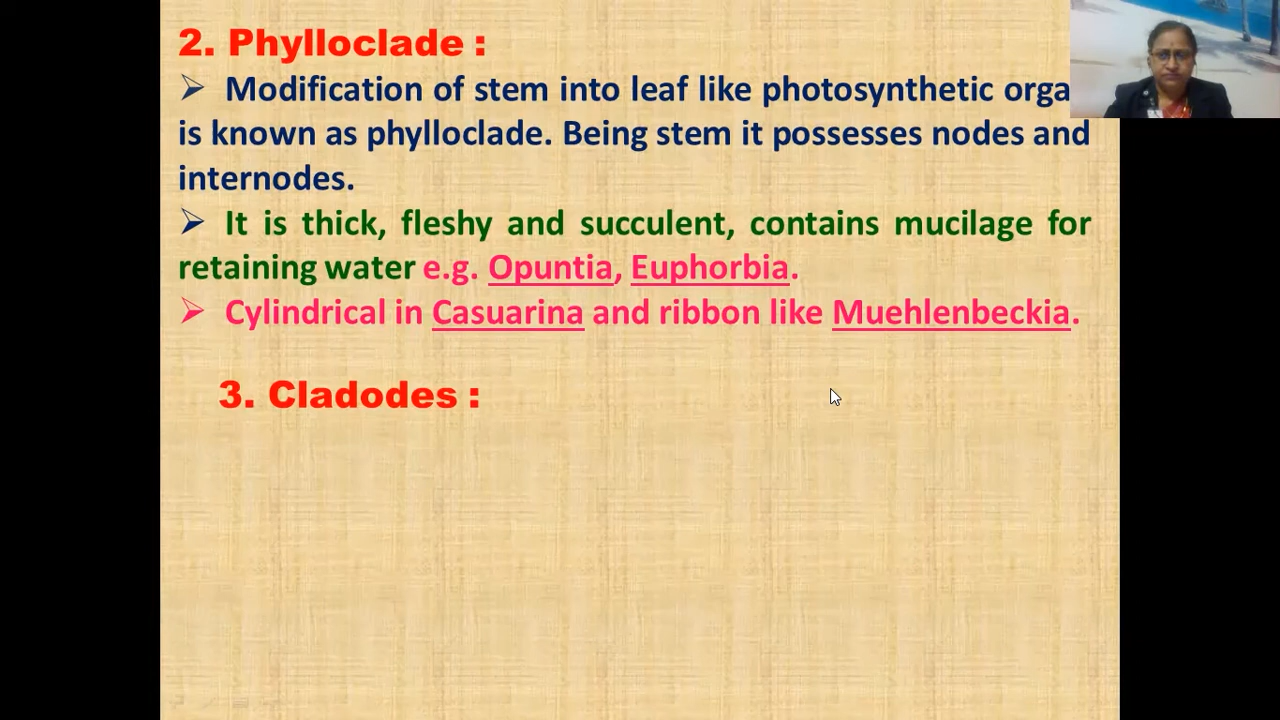 2. Phylloclade :
➢ Modification of stem into leaf like photosynthetic orga
is known as phylloclade. Being stem it possesses nodes and
internodes.
➢ It is thick, fleshy and succulent, contains mucilage for
retaining water e.g. Opuntia, Euphorbia.
➢ Cylindrical in Casuarina and ribbon like Muehlenbeckia.
3. Cladodes :